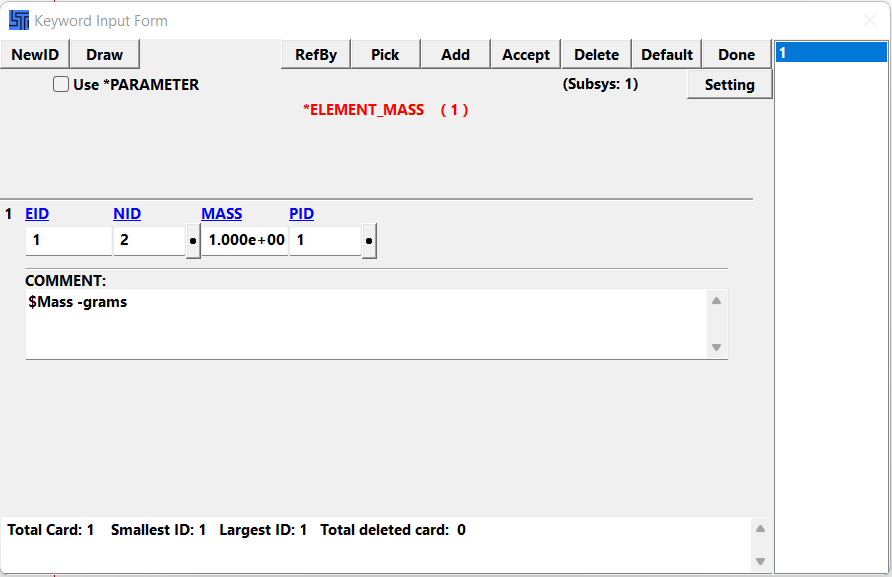 Keyword Input Form
NewID Draw RefBy Pick Add Accept Delete Default Done
1
Use *PARAMETER (Subsys: 1) Setting
*ELEMENT_MASS ( 1 )
1 EID NID MASS PID
1 2 1.000e+00 1
COMMENT:
$Mass -grams
Total Card: 1 Smallest ID: 1 Largest ID: 1 Total deleted card: 0